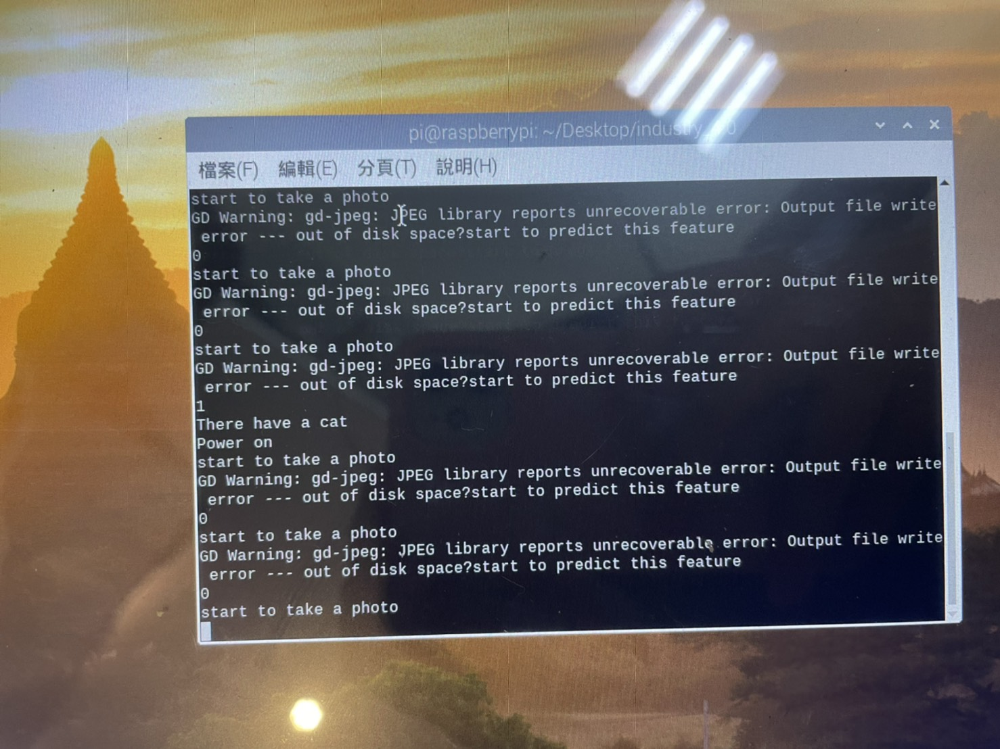 pi@raspberrypi: ~/Desktop/industry
檔案(F) 編輯(E) 分頁(T) 說明(H)
start to take a photo
GD Warning: gd-jpeg: JPEG library reports unrecoverable error: Output file write
error --- out of disk space?start to predict this feature
0
start to take a photo
GD Warning: gd-jpeg: JPEG library reports unrecoverable error: Output file write
error --- out of disk space?start to predict this feature
0
start to take a photo
GD Warning: gd-jpeg: JPEG library reports unrecoverable error: Output file write
error --- out of disk space?start to predict this feature
1
There have a cat
Power on
start to take a photo
GD Warning: gd-jpeg: JPEG library reports unrecoverable error: Output file write
error --- out of disk space?start to predict this feature
0
start to take a photo
GD Warning: gd-jpeg: JPEG library reports unrecoverable error: Output file write
error --- out of disk space?start to predict this feature
0
start to take a photo